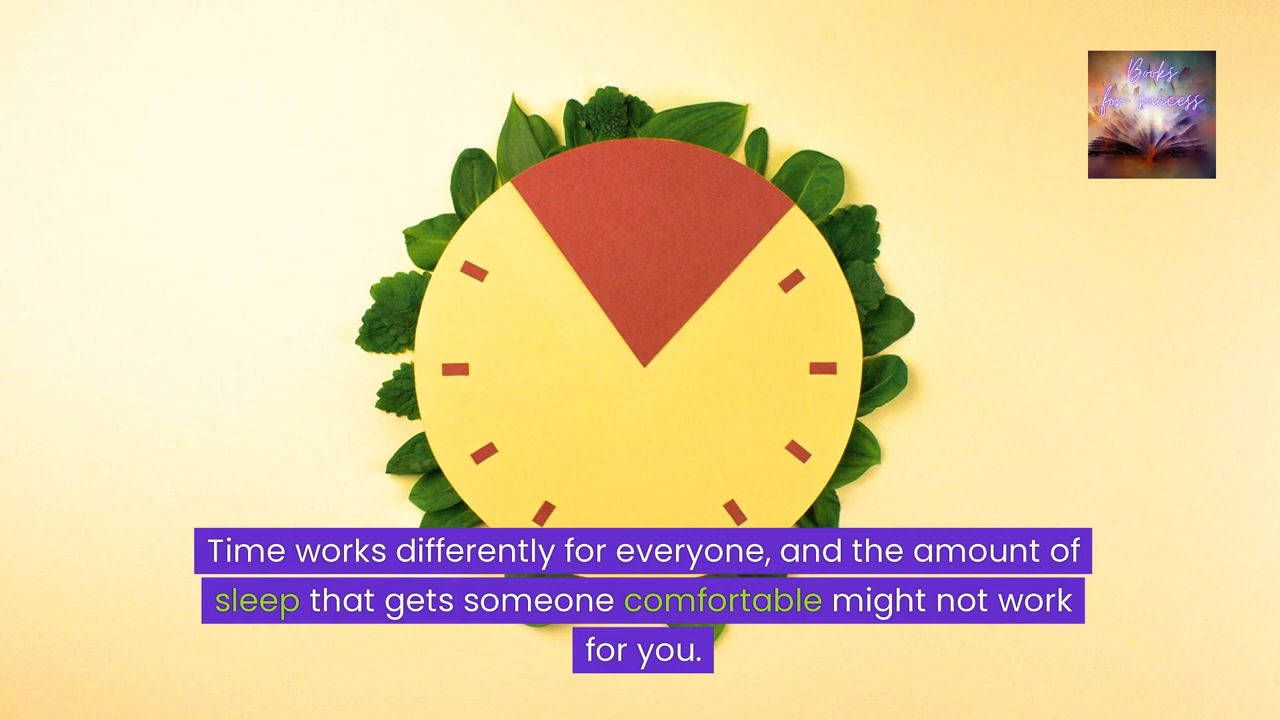 Books
for success
Time works differently for everyone, and the amount of
sleep that gets someone comfortable might not work
for you.